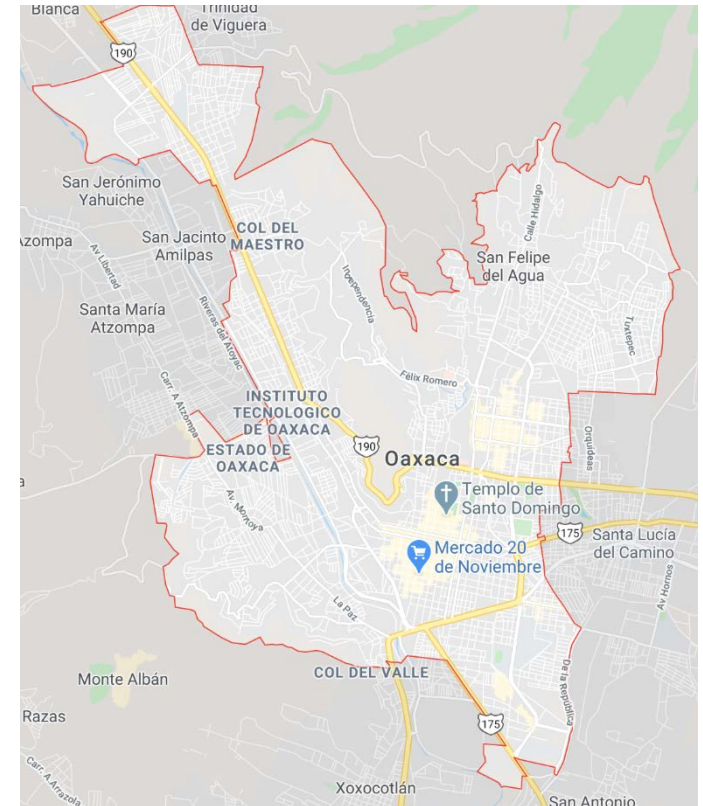 Blanca
Trinidad
de Viguera
190
San Jerónimo
Yahuiche
San Jacinto
Amilpas
COL DEL
MAESTRO
Calle Hidalgo
San Felipe
del Agua
Azompa
Av Libertad
Independencia
Santa María
Atzompa
Riveras del Atoyac
Tuxtepec
Félix Romero
Carr. A Atzompa
INSTITUTO
TECNOLOGICO
DE OAXACA
Orquídeas
ESTADO DE
OAXACA
190
Oaxaca
Av. Montoya
Templo de
Santo Domingo
175
Santa Lucía
del Camino
Mercado 20
de Noviembre
Av Hornos
La Paz
COL DEL VALLE
De la República
Monte Albán
Razas
175
Carr. A Arrazola
Xoxocotlán
San Antonio